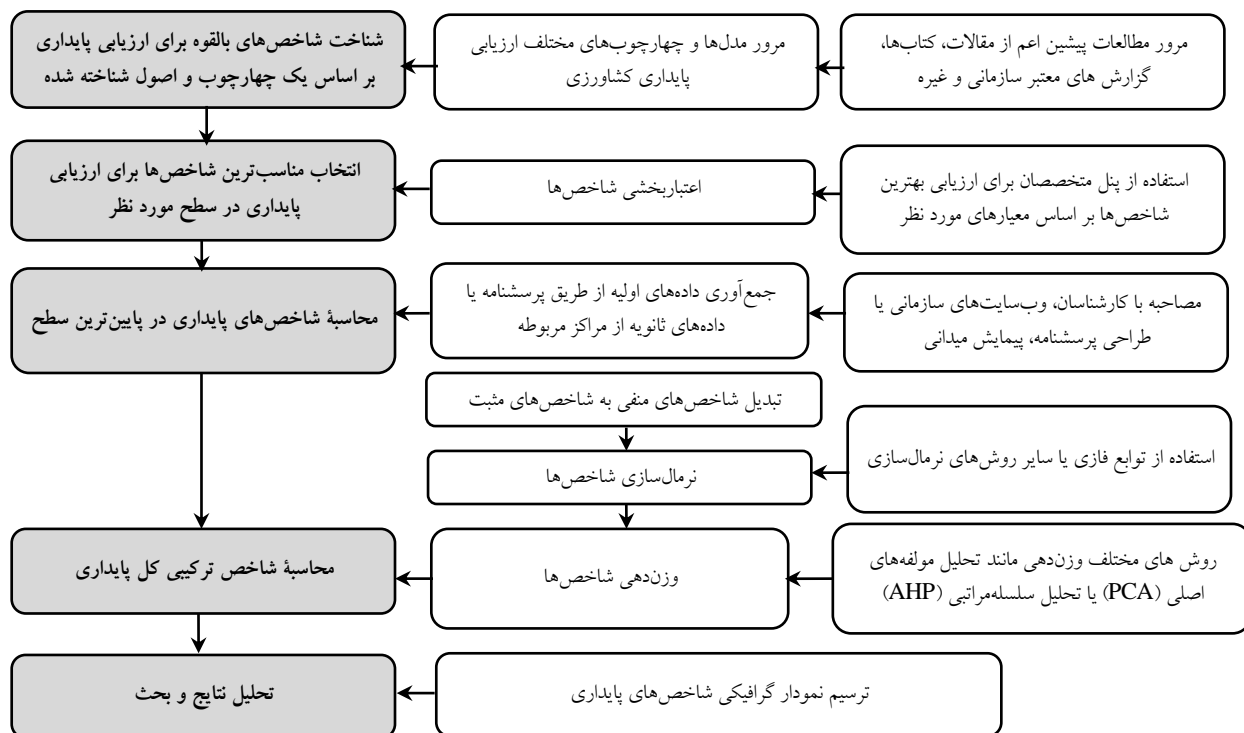 شناخت شاخص‌های بالقوه برای ارزیابی پایداری
بر اساس یک چهارچوب و اصول شناخته شده
مرور مدل‌ها و چهارچوب‌های مختلف ارزیابی
پایداری کشاورزی
مرور مطالعات پیشین اعم از مقالات، کتاب‌ها،
گزارش های معتبر سازمانی و غیره
انتخاب مناسب‌ترین شاخص‌ها برای ارزیابی
پایداری در سطح مورد نظر
اعتباربخشی شاخص‌ها
استفاده از پنل متخصصان برای ارزیابی بهترین
شاخص‌ها بر اساس معیارهای مورد نظر
محاسبۀ شاخص‌های پایداری در پایین‌ترین سطح
جمع‌آوری داده‌های اولیه از طریق پرسشنامه یا
داده‌های ثانویه از مراکز مربوطه
مصاحبه با کارشناسان، وب‌سایت‌های سازمانی یا
طراحی پرسشنامه، پیمایش میدانی
تبدیل شاخص‌های منفی به شاخص‌های مثبت
نرمال‌سازی شاخص‌ها
استفاده از توابع فازی یا سایر روش‌های نرمال‌سازی
محاسبۀ شاخص ترکیبی کل پایداری
وزن‌دهی شاخص‌ها
روش های مختلف وزن‌دهی مانند تحلیل مولفه‌های
اصلی (PCA) یا تحلیل سلسله‌مراتبی (AHP)
تحلیل نتایج و بحث
ترسیم نمودار گرافیکی شاخص‌های پایداری